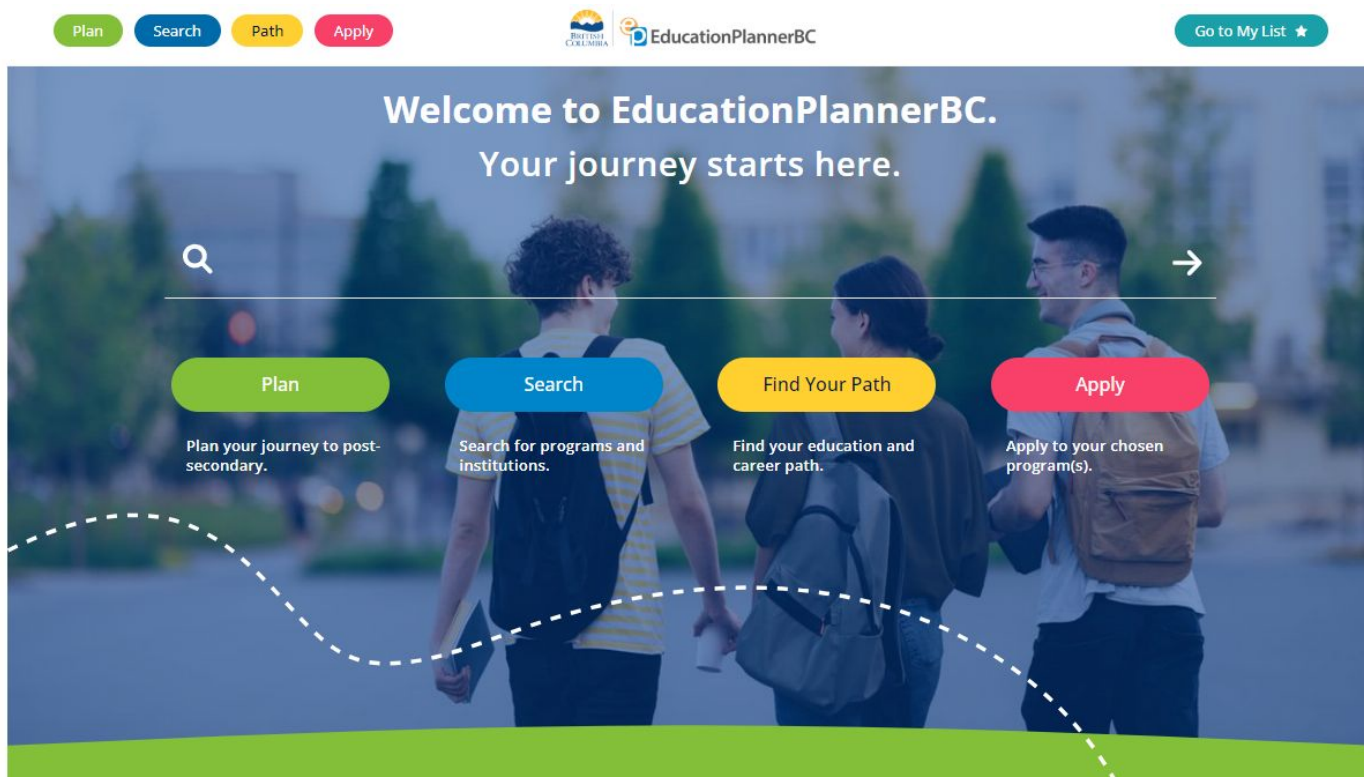 Plan
Search
Path
Apply
BRITISH
COLUMBIA
EducationPlannerBC
Go to My List
Welcome to EducationPlannerBC.
Your journey starts here.
Plan
Search
Find Your Path
Apply
Plan your journey to post-
secondary.
Search for programs and
institutions.
Find your education and
career path.
Apply to your chosen
program(s).